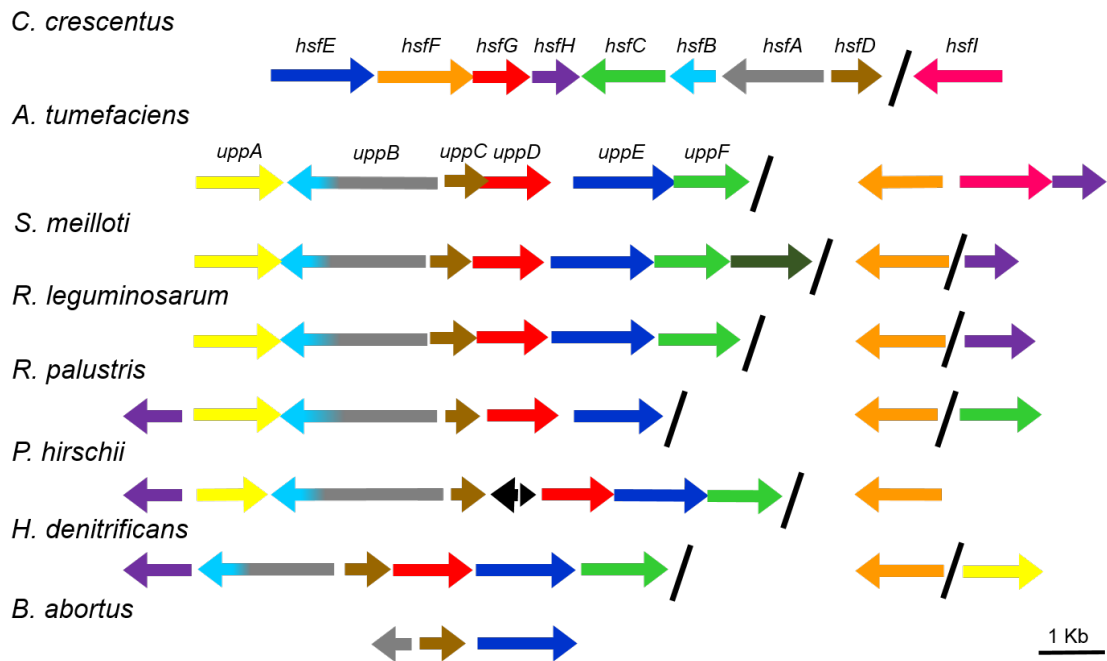 C. crescentus
hsfE hsfF hsfG hsfH hsfC hsfB hsfA hsfD hsfI
A. tumefaciens
uppA uppB uppC uppD uppE uppF
S. meilloti
R. leguminosarum
R. palustris
P. hirschii
H. denitrificans
B. abortus
1 Kb